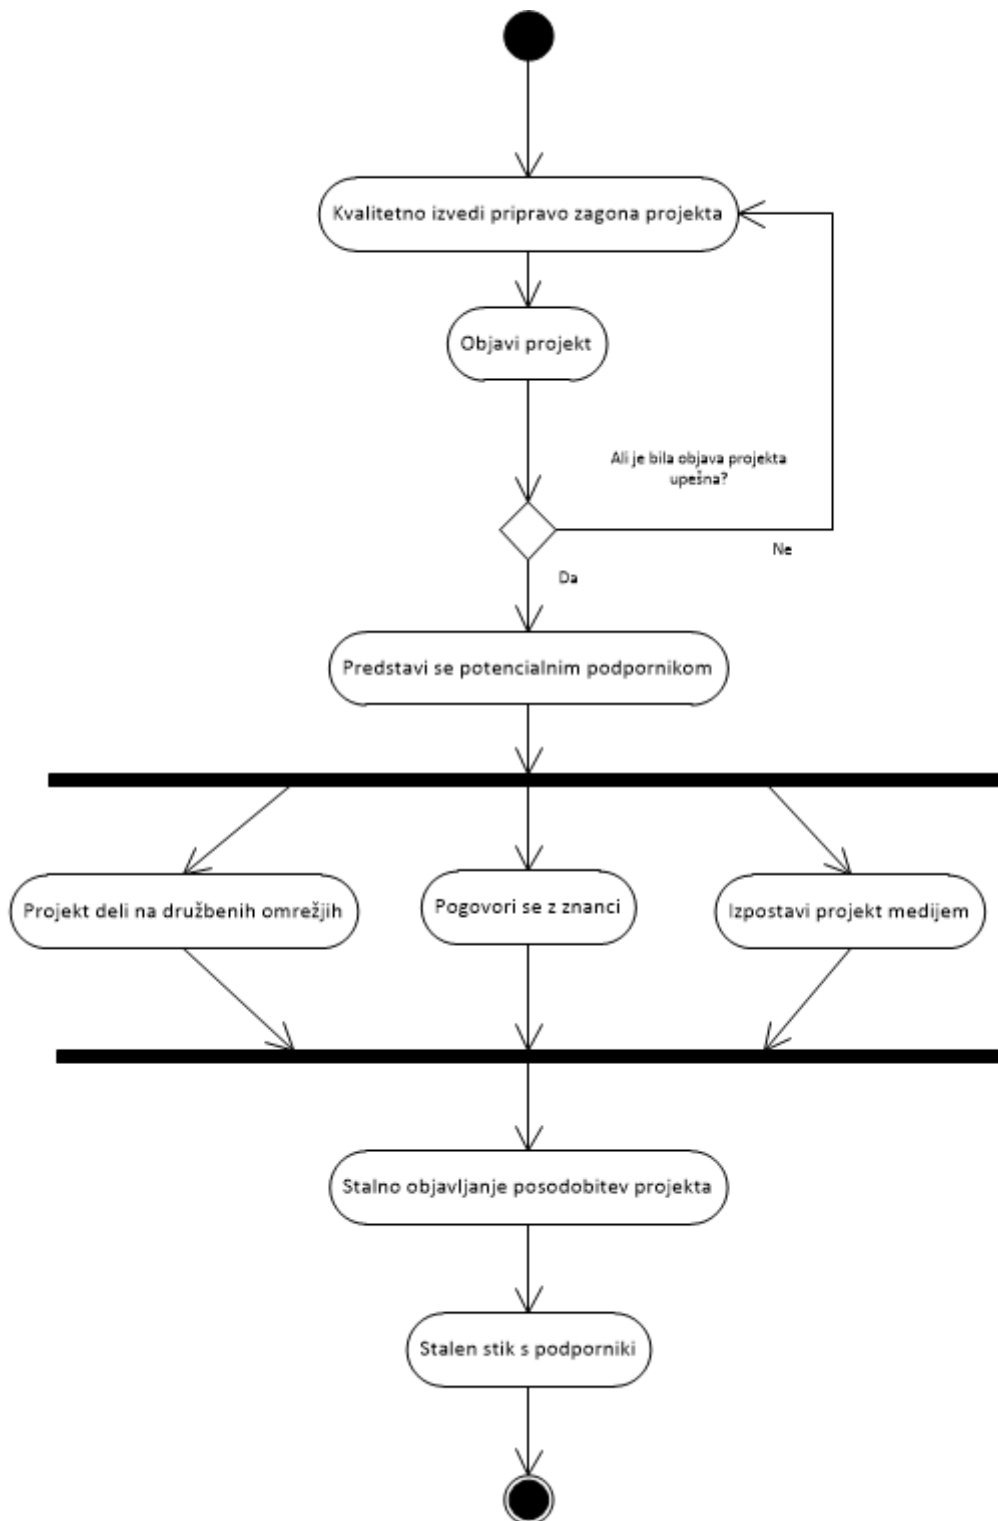 Kvalitetno izvedi pripravo zagona projekta
Objavi projekt
Ali je bila objava projekta
upešna?
Ne
Da
Predstavi se potencialnim podpornikom
Projekt deli na družbenih omrežjih
Pogovori se z znanci
Izpostavi projekt medijem
Stalno objavljanje posodobitev projekta
Stalen stik s podporniki